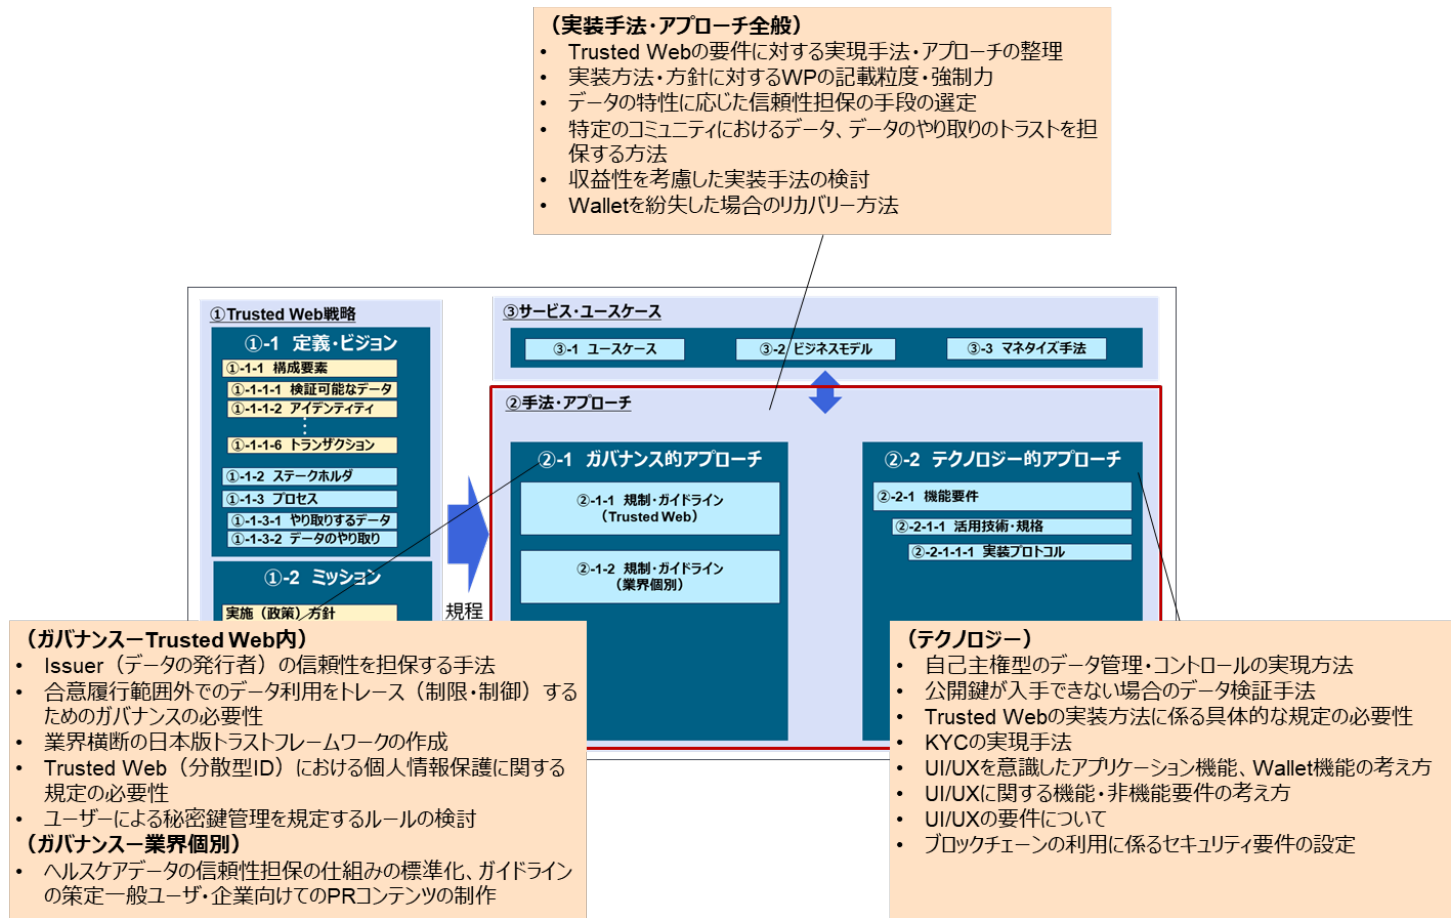 （実装手法・アプローチ全般）
• Trusted Webの要件に対する実現手法・アプローチの整理
• 実装方法・方針に対するWPの記載粒度・強制力
• データの特性に応じた信頼性担保の手段の選定
• 特定のコミュニティにおけるデータ、データのやり取りのトラストを担
保する方法
• 収益性を考慮した実装手法の検討
• Walletを紛失した場合のリカバリー方法
①Trusted Web戦略
①-1 定義・ビジョン
①-1-1 構成要素
①-1-1-1 検証可能なデータ
①-1-1-2 アイデンティティ
⋮
①-1-1-6 トランザクション
①-1-2 ステークホルダ
①-1-3 プロセス
①-1-3-1 やり取りするデータ
①-1-3-2 データのやり取り
①-2 ミッション
実施（政策）方針
規程
③サービス・ユースケース
③-1 ユースケース
③-2 ビジネスモデル
③-3 マネタイズ手法
②手法・アプローチ
②-1 ガバナンス的アプローチ
②-1-1 規制・ガイドライン
（Trusted Web）
②-1-2 規制・ガイドライン
（業界個別）
②-2 テクノロジー的アプローチ
②-2-1 機能要件
②-2-1-1 活用技術・規格
②-2-1-1-1 実装プロトコル
（ガバナンスーTrusted Web内）
• Issuer（データの発行者）の信頼性を担保する手法
• 合意履行範囲外でのデータ利用をトレース（制限・制御）する
ためのガバナンスの必要性
• 業界横断の日本版トラストフレームワークの作成
• Trusted Web（分散型ID）における個人情報保護に関する
規定の必要性
• ユーザーによる秘密鍵管理を規定するルールの検討
（ガバナンスー業界個別）
• ヘルスケアデータの信頼性担保の仕組みの標準化、ガイドライン
の策定一般ユーザ・企業向けてのPRコンテンツの制作
（テクノロジー）
• 自己主権型のデータ管理・コントロールの実現方法
• 公開鍵が入手できない場合のデータ検証手法
• Trusted Webの実装方法に係る具体的な規定の必要性
• KYCの実現手法
• UI/UXを意識したアプリケーション機能、Wallet機能の考え方
• UI/UXに関する機能・非機能要件の考え方
• UI/UXの要件について
• ブロックチェーンの利用に係るセキュリティ要件の設定